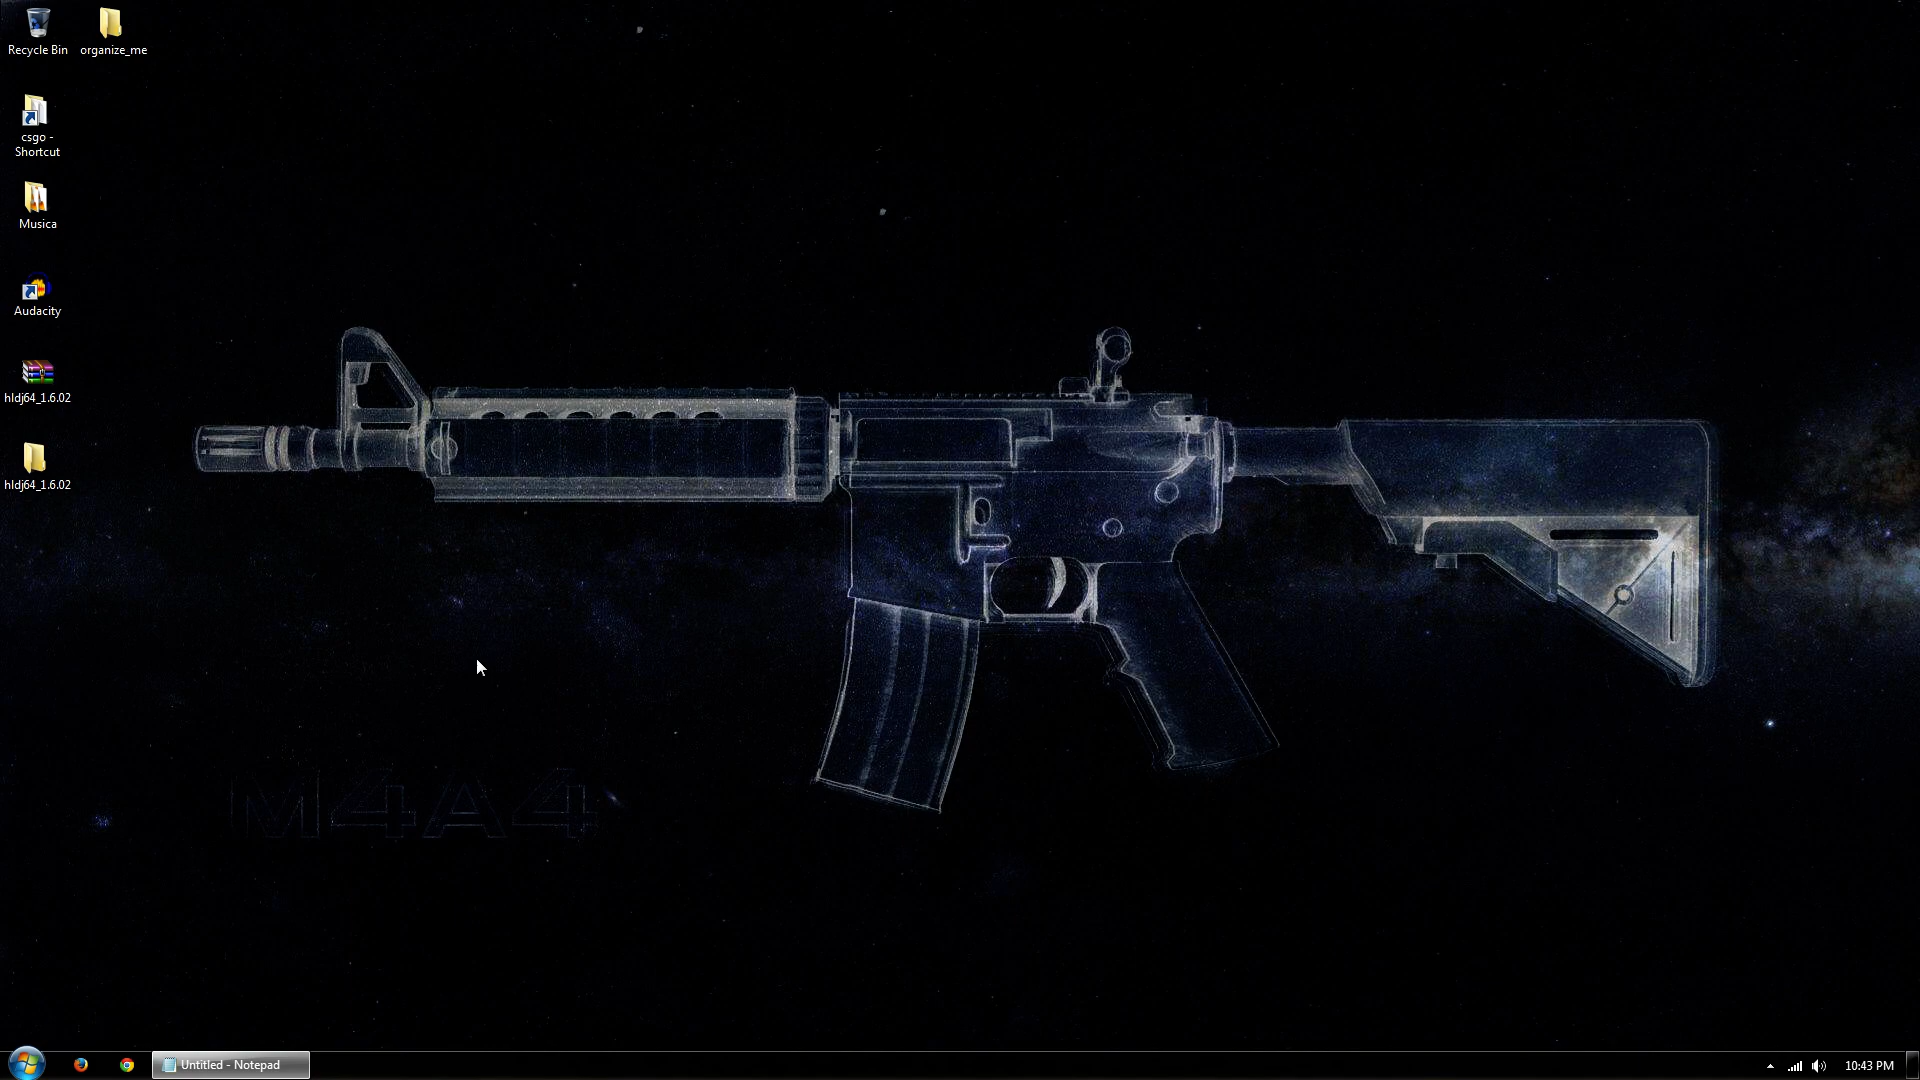 Recycle Bin
organize_me
csgo -
Shortcut
Musica
Audacity
hldj64_1.6.02
hldj64_1.6.02
M4A4
Untitled - Notepad
10:43 PM